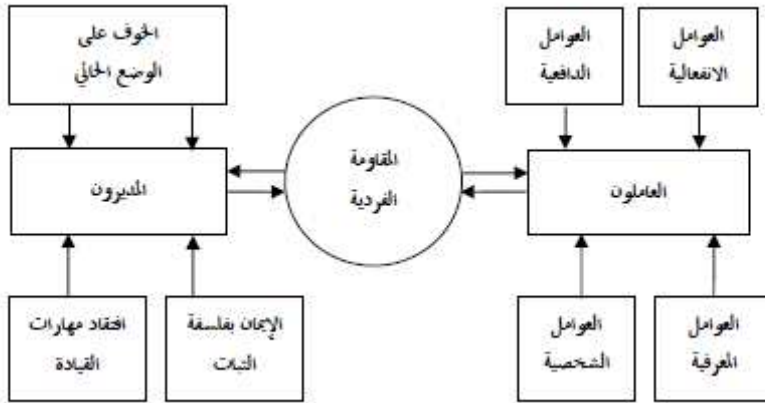 العوامل
الانفعالية
العوامل
الدافعية
الخوف على
الوضع الحالي
المقاومة
الفردية
العاملون
المديرون
العوامل
المعرفية
العوامل
الشخصية
الإيمان بفلسفة
الثبات
افتقاد مهارات
القيادة